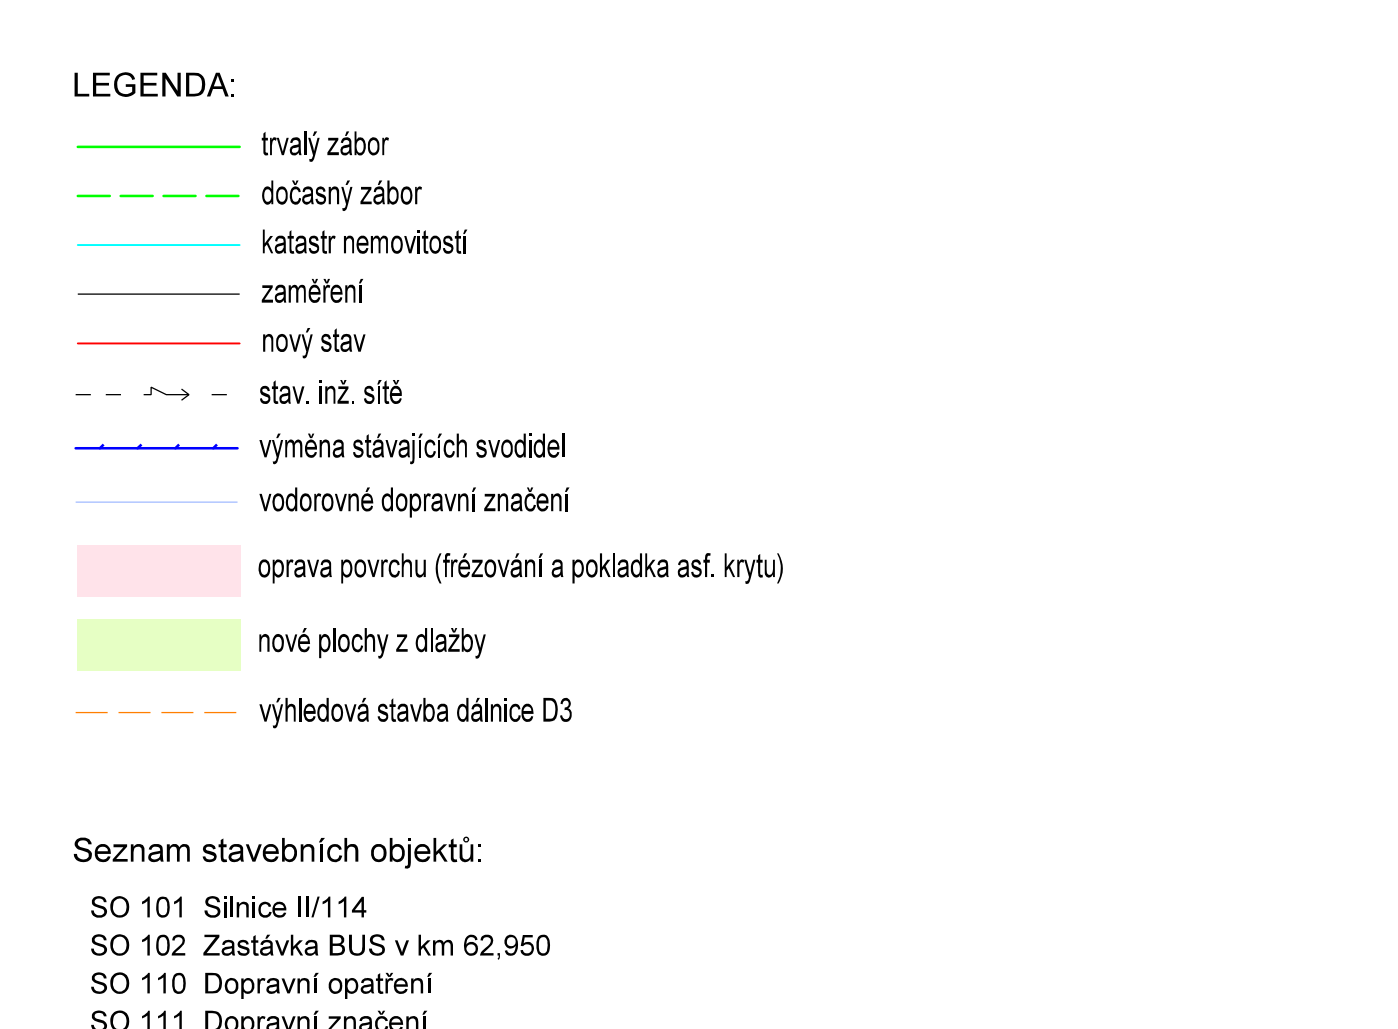 LEGENDA:
trvalý zábor
dočasný zábor
katastr nemovitostí
zaměření
nový stav
stav. inž. sítě
výměna stávajících svodidel
vodorovné dopravní značení
oprava povrchu (frézování a pokladka asf. krytu)
nové plochy z dlažby
výhledová stavba dálnice D3
Seznam stavebních objektů:
SO 101 Silnice II/114
SO 102 Zastávka BUS v km 62,950
SO 110 Dopravní opatření
SO 111 Dopravní značení